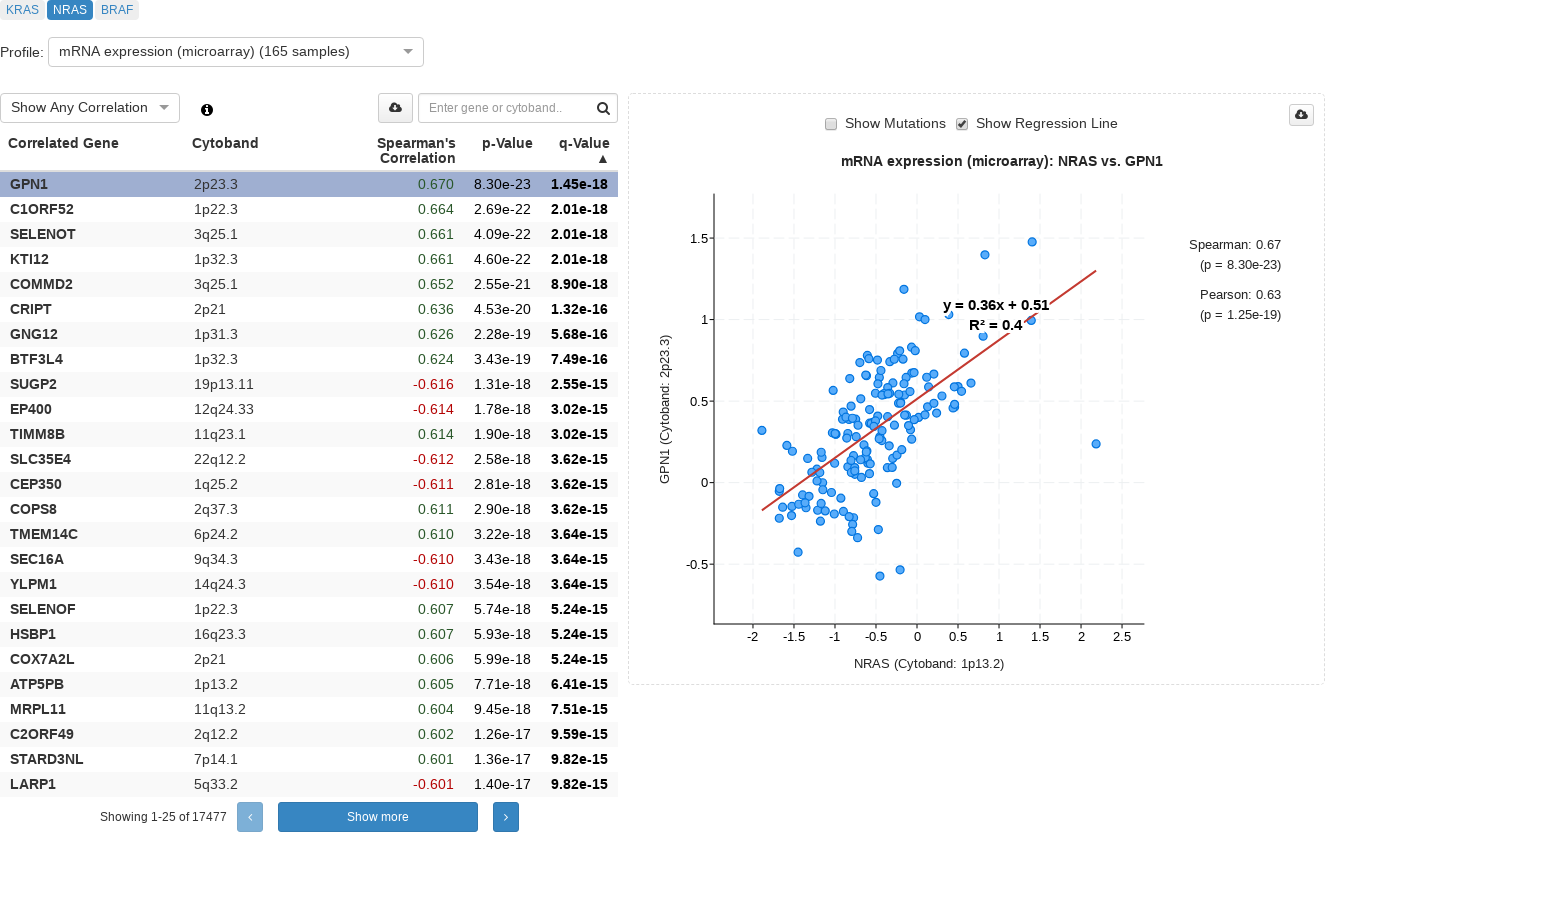 KRAS NRAS BRAF
Profile: mRNA expression (microarray) (165 samples)
Show Any Correlation
Enter gene or cytoband..
Correlated Gene Cytoband Spearman's Correlation p-Value q-Value ▲
GPN1 2p23.3 0.670 8.30e-23 1.45e-18
C1ORF52 1p22.3 0.664 2.69e-22 2.01e-18
SELENOT 3q25.1 0.661 4.09e-22 2.01e-18
KTI12 1p32.3 0.661 4.60e-22 2.01e-18
COMMD2 3q25.1 0.652 2.55e-21 8.90e-18
CRIPT 2p21 0.636 4.53e-20 1.32e-16
GNG12 1p31.3 0.626 2.28e-19 5.68e-16
BTF3L4 1p32.3 0.624 3.43e-19 7.49e-16
SUGP2 19p13.11 -0.616 1.31e-18 2.55e-15
EP400 12q24.33 -0.614 1.78e-18 3.02e-15
TIMM8B 11q23.1 0.614 1.90e-18 3.02e-15
SLC35E4 22q12.2 -0.612 2.58e-18 3.62e-15
CEP350 1q25.2 -0.611 2.81e-18 3.62e-15
COPS8 2q37.3 0.611 2.90e-18 3.62e-15
TMEM14C 6p24.2 0.610 3.22e-18 3.64e-15
SEC16A 9q34.3 -0.610 3.43e-18 3.64e-15
YLPM1 14q24.3 -0.610 3.54e-18 3.64e-15
SELENOF 1p22.3 0.607 5.74e-18 5.24e-15
HSBP1 16q23.3 0.607 5.93e-18 5.24e-15
COX7A2L 2p21 0.606 5.99e-18 5.24e-15
ATP5PB 1p13.2 0.605 7.71e-18 6.41e-15
MRPL11 11q13.2 0.604 9.45e-18 7.51e-15
C2ORF49 2q12.2 0.602 1.26e-17 9.59e-15
STARD3NL 7p14.1 0.601 1.36e-17 9.82e-15
LARP1 5q33.2 -0.601 1.40e-17 9.82e-15
Showing 1-25 of 17477 ‹ Show more ›
Show Mutations Show Regression Line
mRNA expression (microarray): NRAS vs. GPN1
1.5
1
0.5
0
-0.5
GPN1 (Cytoband: 2p23.3)
y = 0.36x + 0.51
R² = 0.4
Spearman: 0.67
(p = 8.30e-23)
Pearson: 0.63
(p = 1.25e-19)
-2 -1.5 -1 -0.5 0 0.5 1 1.5 2 2.5
NRAS (Cytoband: 1p13.2)